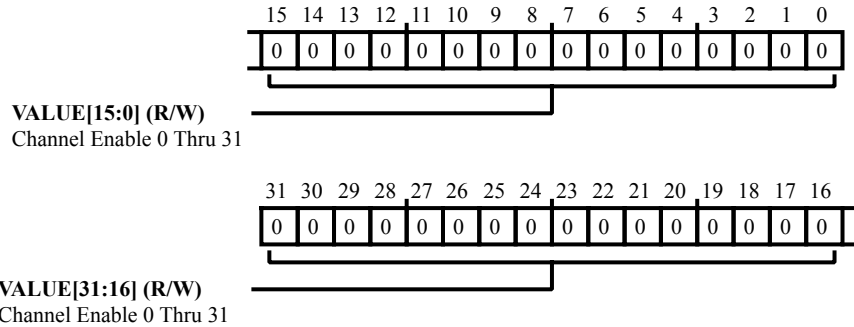 15 14 13 12 11 10 9 8 7 6 5 4 3 2 1 0
0 0 0 0 0 0 0 0 0 0 0 0 0 0 0 0
VALUE[15:0] (R/W)
Channel Enable 0 Thru 31
31 30 29 28 27 26 25 24 23 22 21 20 19 18 17 16
0 0 0 0 0 0 0 0 0 0 0 0 0 0 0 0
VALUE[31:16] (R/W)
Channel Enable 0 Thru 31